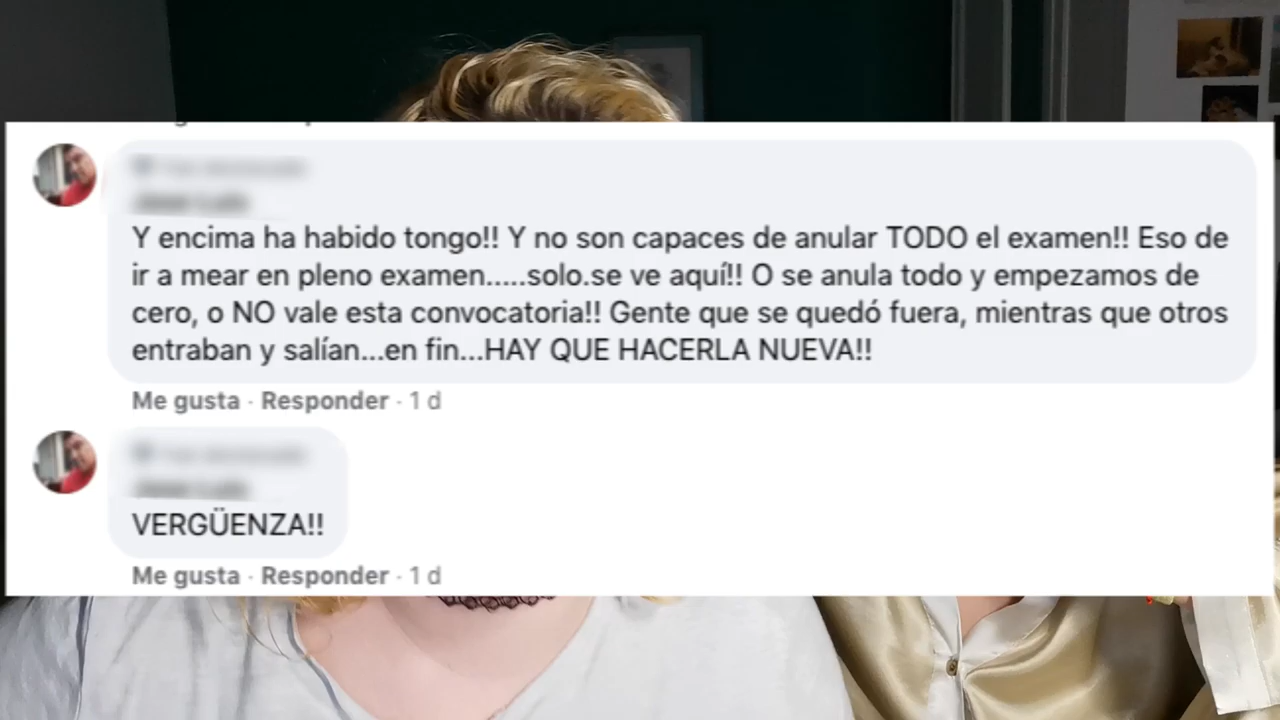 Y encima ha habido tongo!! Y no son capaces de anular TODO el examen!! Eso de
ir a mear en pleno examen.....solo.se ve aquí!! O se anula todo y empezamos de
cero, o NO vale esta convocatoria!! Gente que se quedó fuera, mientras que otros
entraban y salían...en fin...HAY QUE HACERLA NUEVA!!
Me gusta · Responder · 1 d
VERGÜENZA!!
Me gusta · Responder · 1 d